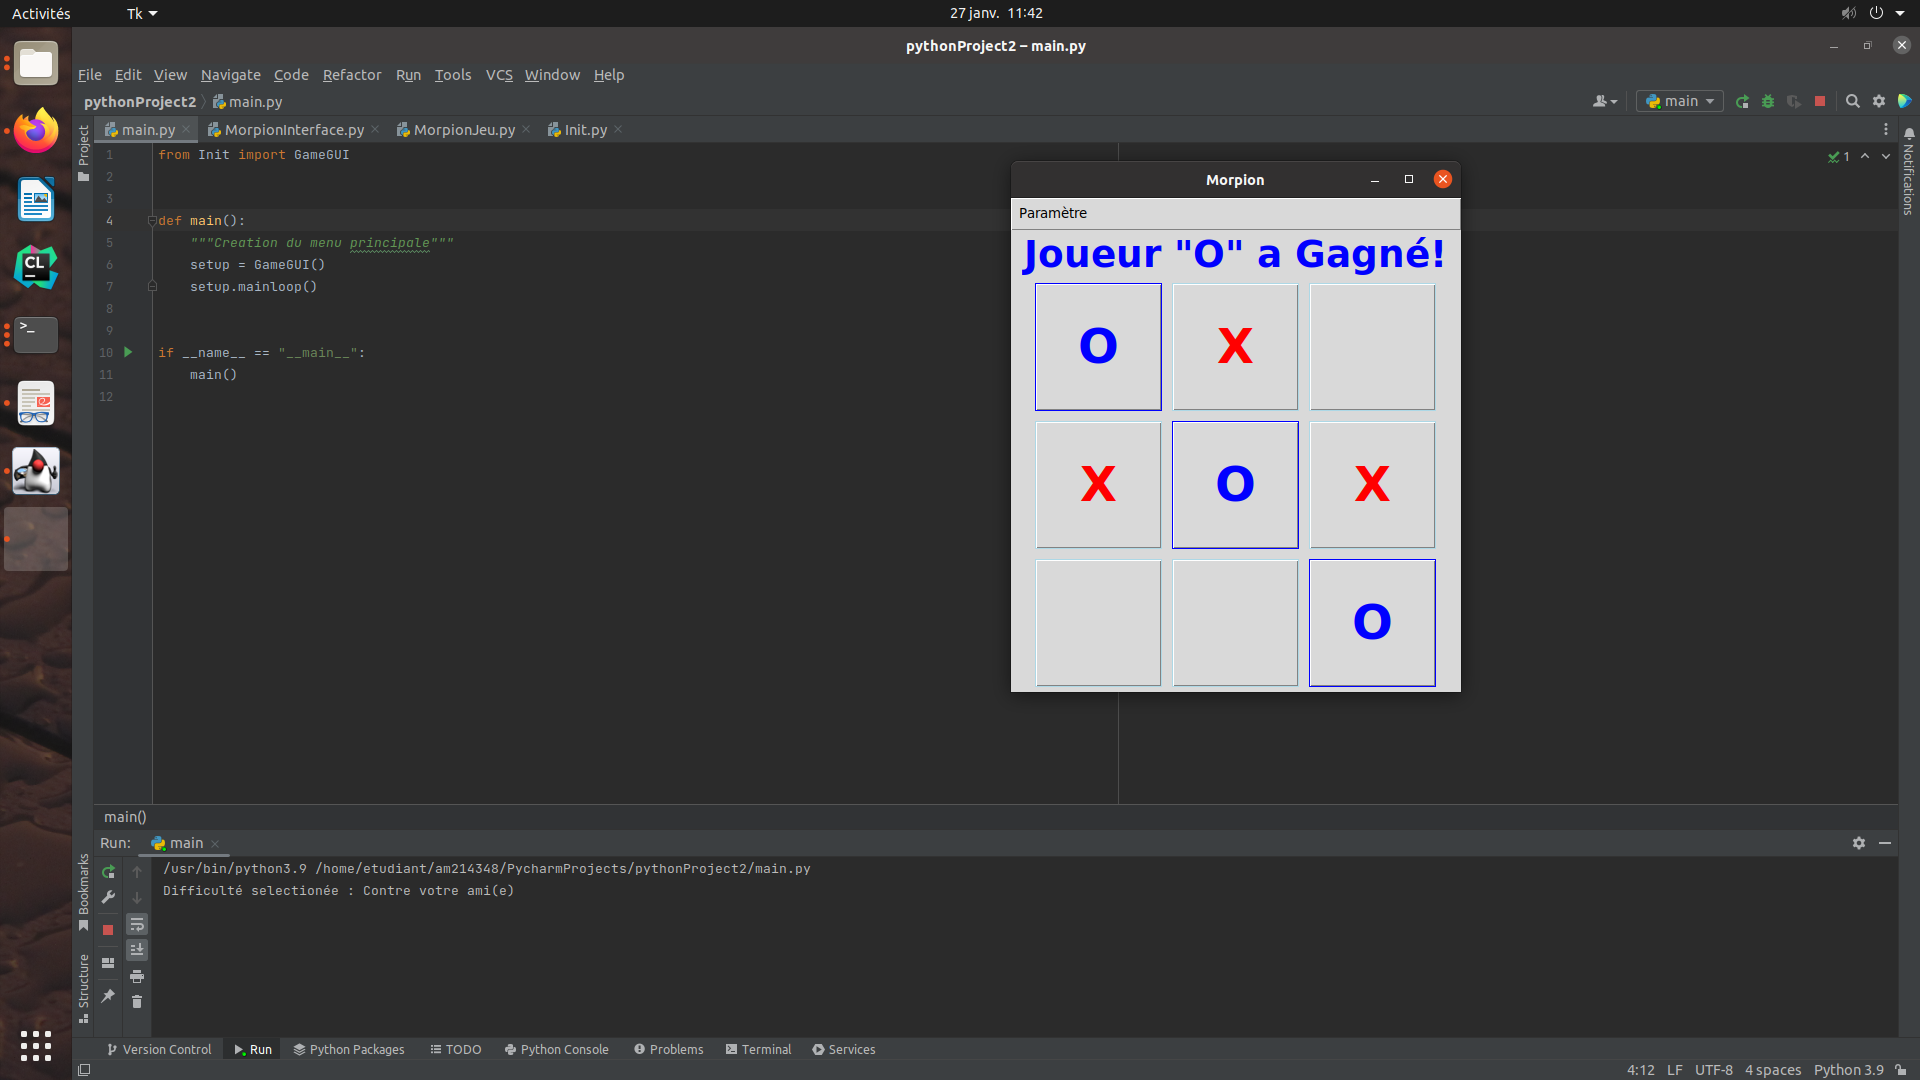 Activités
Tk
27 janv. 11:42
pythonProject2 – main.py
File Edit View Navigate Code Refactor Run Tools VCS Window Help
pythonProject2 main.py
main
main.py MorpionInterface.py MorpionJeu.py Init.py
Project
Notifications
1 from Init import GameGUI
2
3
4 def main():
5 """Creation du menu principale"""
6 setup = GameGUI()
7 setup.mainloop()
8
9
10 if __name__ == "__main__":
11 main()
12
1
Morpion
Paramètre
Joueur "O" a Gagné!
O X
X O X
O
CL
>_
main()
Run: main
/usr/bin/python3.9 /home/etudiant/am214348/PycharmProjects/pythonProject2/main.py
Difficulté selectionée : Contre votre ami(e)
Bookmarks
Structure
Version Control Run Python Packages TODO Python Console Problems Terminal Services
4:12 LF UTF-8 4 spaces Python 3.9